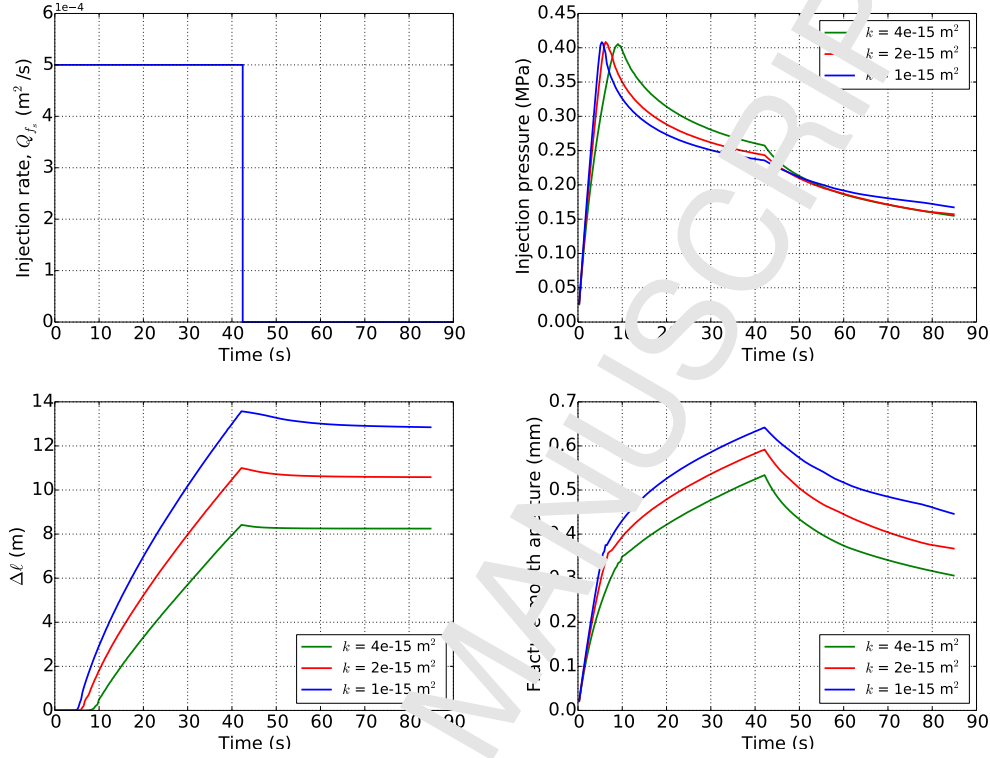 6 1e−4
5
4
3
2
1
0
0 10 20 30 40 50 60 70 80 90
Time (s)
Injection rate, Q_{f_s} (m² /s)
0.45
0.40
0.35
0.30
0.25
0.20
0.15
0.10
0.05
0.00
0 10 20 30 40 50 60 70 80 90
Time (s)
Injection pressure (MPa)
k = 4e-15 m²
k = 2e-15 m²
k = 1e-15 m²
14
12
10
8
6
4
2
0
0 10 20 30 40 50 60 70 80 90
Time (s)
Δℓ (m)
k = 4e-15 m²
k = 2e-15 m²
k = 1e-15 m²
0.7
0.6
0.5
0.4
0.3
0.2
0.1
0.0
0 10 20 30 40 50 60 70 80 90
Time (s)
(mm)
k = 4e-15 m²
k = 2e-15 m²
k = 1e-15 m²
MANUSCRIP